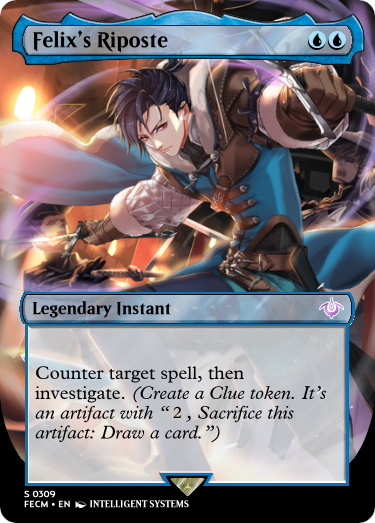 Felix's Riposte
Legendary Instant
Counter target spell, then
investigate. (Create a Clue token. It's
an artifact with “2, Sacrifice this
artifact: Draw a card.”)
S 0309
FECM • EN INTELLIGENT SYSTEMS